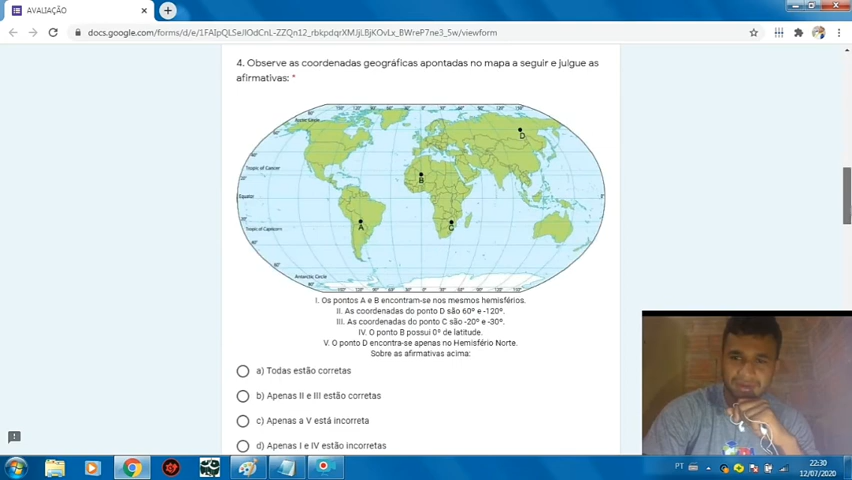 AVALIAÇÃO
docs.google.com/forms/d/e/1FAIpQLSeJIOdCnL-ZZQn12_rbkpdqrXMJjLBjKOvLx_BWreP7ne3_5w/viewform
4. Observe as coordenadas geográficas apontadas no mapa a seguir e julgue as
afirmativas: *
Arctic Circle
D
Tropic of Cancer
B
Equator
A
C
Tropic of Capricorn
Antarctic Circle
I. Os pontos A e B encontram-se nos mesmos hemisférios.
II. As coordenadas do ponto D são 60º e -120º.
III. As coordenadas do ponto C são -20º e -30º.
IV. O ponto B possui 0º de latitude.
V. O ponto D encontra-se apenas no Hemisfério Norte.
Sobre as afirmativas acima:
a) Todas estão corretas
b) Apenas II e III estão corretas
c) Apenas a V está incorreta
d) Apenas I e IV estão incorretas
PT
22:30
12/07/2020